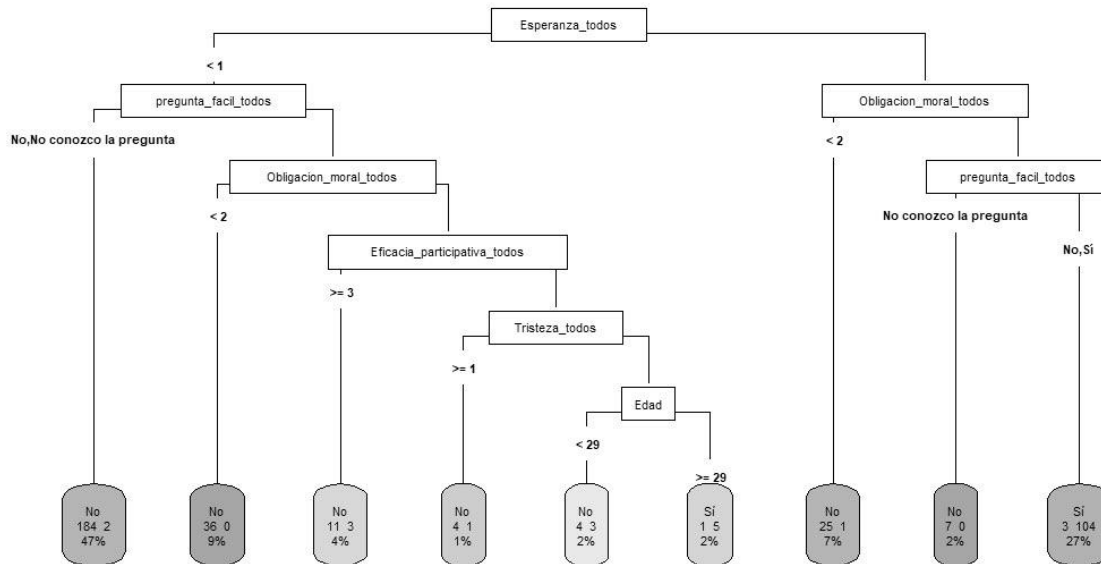 Esperanza_todos
< 1
pregunta_facil_todos
Obligacion_moral_todos
No,No conozco la pregunta
< 2
Obligacion_moral_todos
pregunta_facil_todos
< 2
No conozco la pregunta
Eficacia_participativa_todos
No,Sí
>= 3
Tristeza_todos
>= 1
Edad
< 29
>= 29
No
184 2
47%
No
36 0
9%
No
11 3
4%
No
4 1
1%
No
4 3
2%
Sí
1 5
2%
No
25 1
7%
No
7 0
2%
Sí
3 104
27%